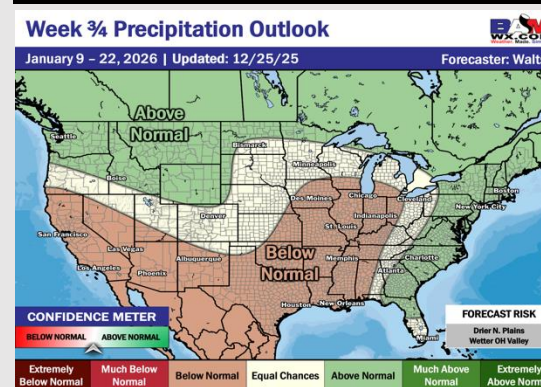 Week ¾ Precipitation Outlook
BAM
WX.COM
January 9 – 22, 2026 | Updated: 12/25/25
Forecaster: Walt
Above
Normal
Seattle
Bismarck
Minneapolis
Boise
Boston
Des Moines
Chicago
Cleveland
New York City
Denver
Indianapolis
San Francisco
St. Louis
Las Vegas
Below
Normal
Charlotte
Los Angeles
Albuquerque
Memphis
Phoenix
Atlanta
Houston
New Orleans
Miami
CONFIDENCE METER
BELOW NORMAL
ABOVE NORMAL
FORECAST RISK
Drier N. Plains
Wetter OH Valley
Extremely
Below Normal
Much Below
Normal
Below Normal
Equal Chances
Above Normal
Much Above
Normal
Extremely
Above Norm